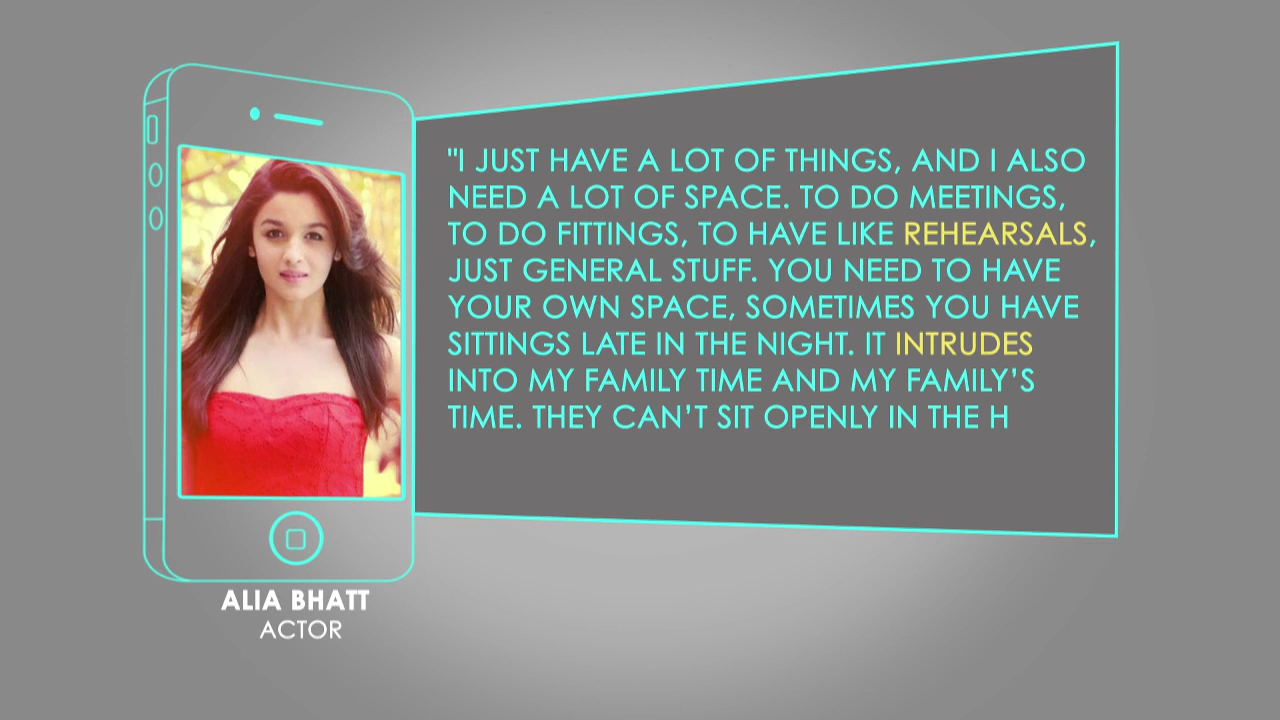 "I JUST HAVE A LOT OF THINGS, AND I ALSO
NEED A LOT OF SPACE. TO DO MEETINGS,
TO DO FITTINGS, TO HAVE LIKE REHEARSALS,
JUST GENERAL STUFF. YOU NEED TO HAVE
YOUR OWN SPACE, SOMETIMES YOU HAVE
SITTINGS LATE IN THE NIGHT. IT INTRUDES
INTO MY FAMILY TIME AND MY FAMILY’S
TIME. THEY CAN’T SIT OPENLY IN THE H
ALIA BHATT
ACTOR